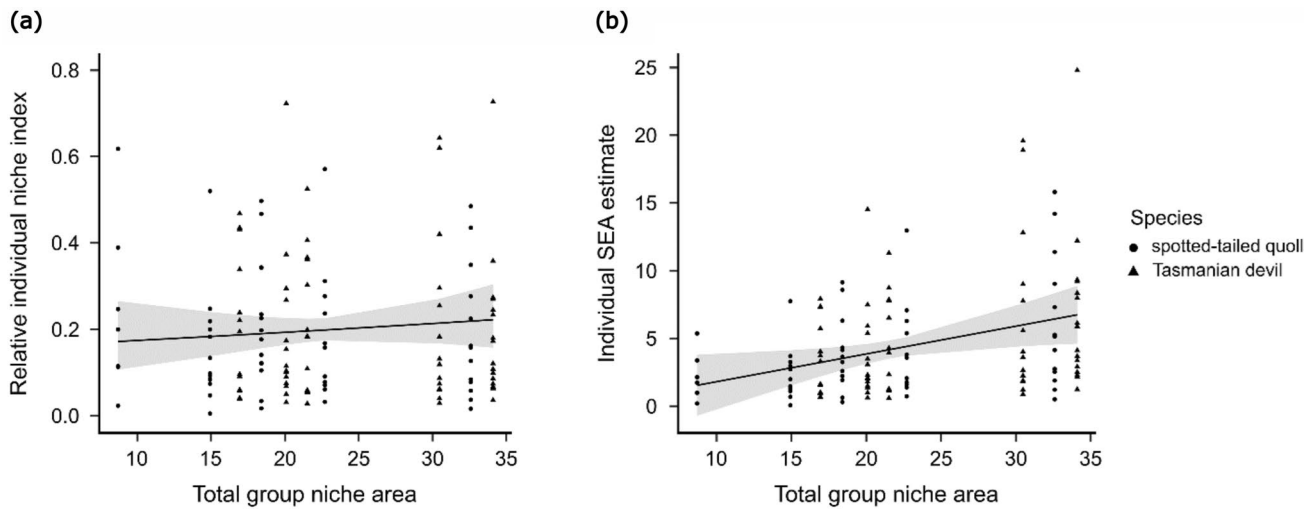 (a)
Relative individual niche index
0.8
0.6
0.4
0.2
0.0
10 15 20 25 30 35
Total group niche area
(b)
Individual SEA estimate
25
20
15
10
5
0
10 15 20 25 30 35
Total group niche area
Species
spotted-tailed quoll
Tasmanian devil